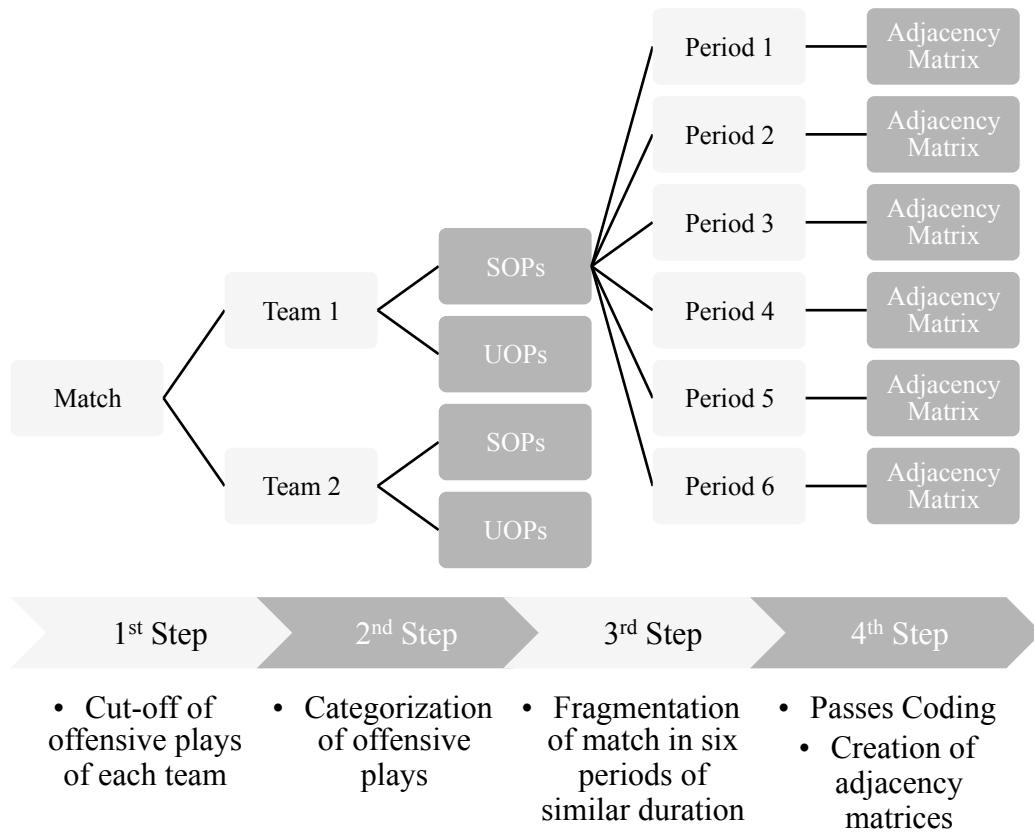 Match
Team 1
Team 2
SOPs
UOPs
SOPs
UOPs
Period 1
Period 2
Period 3
Period 4
Period 5
Period 6
Adjacency
Matrix
Adjacency
Matrix
Adjacency
Matrix
Adjacency
Matrix
Adjacency
Matrix
Adjacency
Matrix
1st Step
2nd Step
3rd Step
4th Step
• Cut-off of
offensive plays
of each team
• Categorization
of offensive
plays
• Fragmentation
of match in six
periods of
similar duration
• Passes Coding
• Creation of
adjacency
matrices